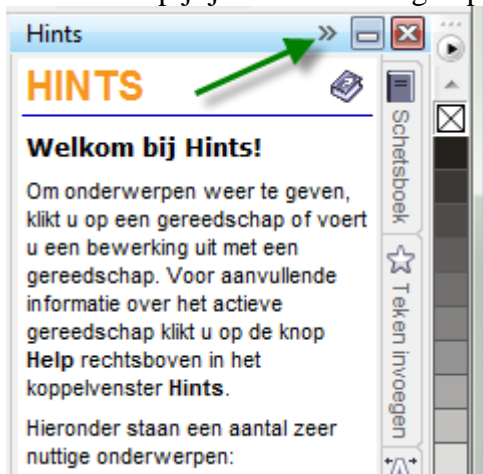 Hints
HINTS
Welkom bij Hints!
Om onderwerpen weer te geven,
klikt u op een gereedschap of voert
u een bewerking uit met een
gereedschap. Voor aanvullende
informatie over het actieve
gereedschap klikt u op de knop
Help rechtsboven in het
koppelvenster Hints.
Hieronder staan een aantal zeer
nuttige onderwerpen:
Schetsboek
Teken invoegen